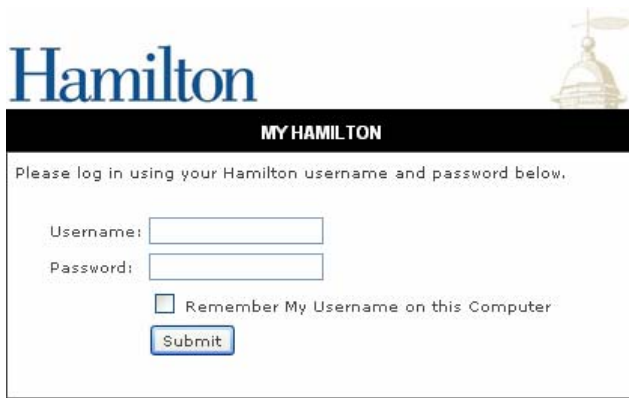 Hamilton
MY HAMILTON
Please log in using your Hamilton username and password below.
Username:
Password:
Remember My Username on this Computer
Submit